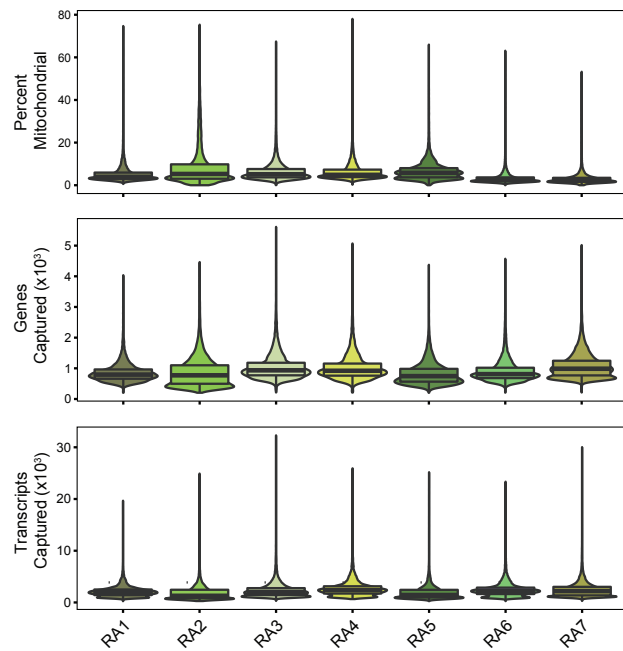 Percent
Mitochondrial
80
60
40
20
0
Genes
Captured (x10³)
5
4
3
2
1
0
Transcripts
Captured (x10³)
30
20
10
0
RA1 RA2 RA3 RA4 RA5 RA6 RA7